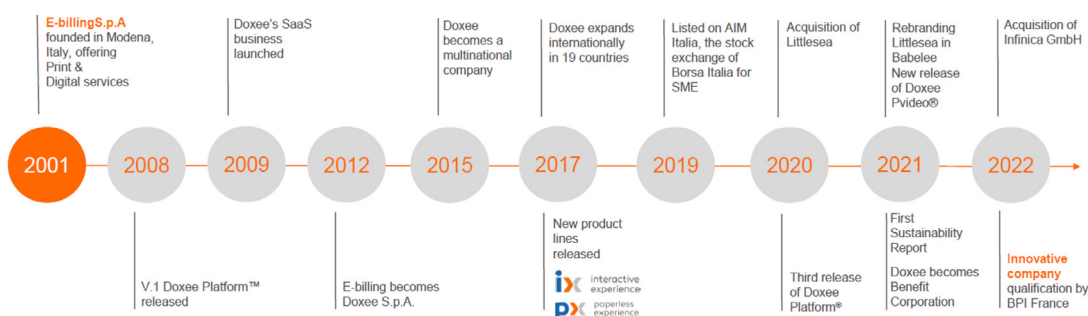 E-billingS.p.A
founded in Modena,
Italy, offering
Print &
Digital services
Doxee's SaaS
business
launched
Doxee
becomes a
multinational
company
Doxee expands
internationally
in 19 countries
Listed on AIM
Italia, the stock
exchange of
Borsa Italia for
SME
Acquisition of
Littlesea
Rebranding
Littlesea in
Babelee
New release
of Doxee
Pvideo®
Acquisition of
Infinica GmbH
2001
2008
2009
2012
2015
2017
2019
2020
2021
2022
V.1 Doxee Platform™
released
E-billing becomes
Doxee S.p.A.
New product
lines
released
ix interactive
experience®
px paperless
experience
Third release
of Doxee
Platform®
First
Sustainability
Report
Doxee becomes
Benefit
Corporation
Innovative
company
qualification by
BPI France